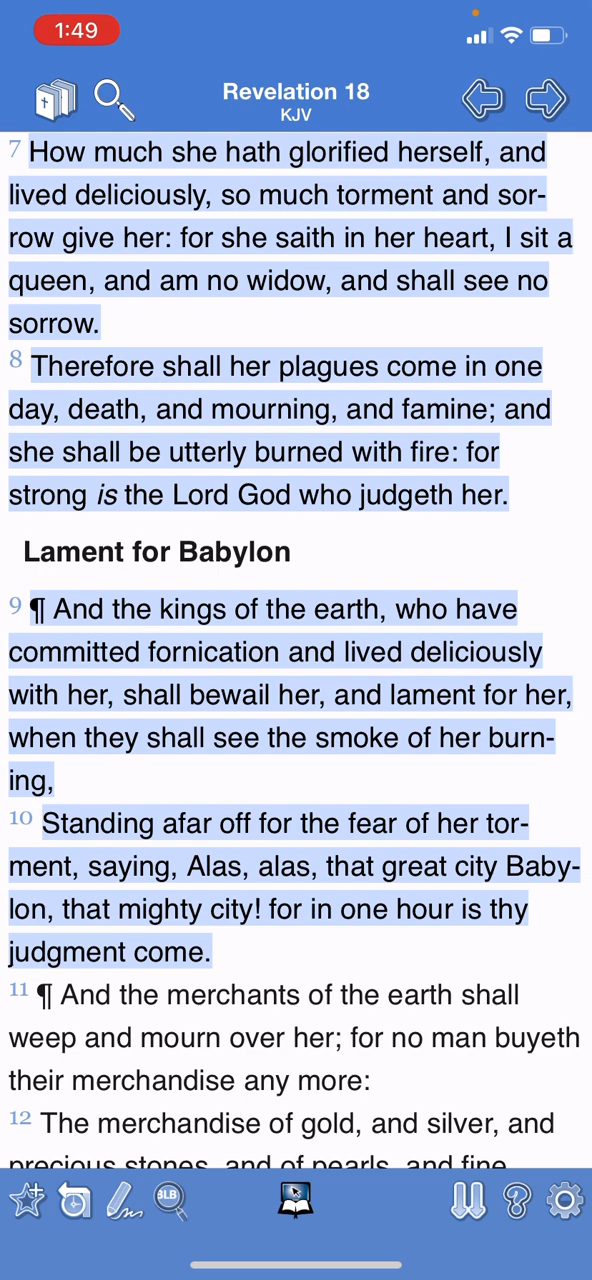 1:49
Revelation 18
KJV
7 How much she hath glorified herself, and
lived deliciously, so much torment and sor-
row give her: for she saith in her heart, I sit a
queen, and am no widow, and shall see no
sorrow.
8 Therefore shall her plagues come in one
day, death, and mourning, and famine; and
she shall be utterly burned with fire: for
strong is the Lord God who judgeth her.
Lament for Babylon
9 ¶ And the kings of the earth, who have
committed fornication and lived deliciously
with her, shall bewail her, and lament for her,
when they shall see the smoke of her burn-
ing,
10 Standing afar off for the fear of her tor-
ment, saying, Alas, alas, that great city Baby-
lon, that mighty city! for in one hour is thy
judgment come.
11 ¶ And the merchants of the earth shall
weep and mourn over her; for no man buyeth
their merchandise any more:
12 The merchandise of gold, and silver, and
precious stones, and of pearls, and fine
BLB